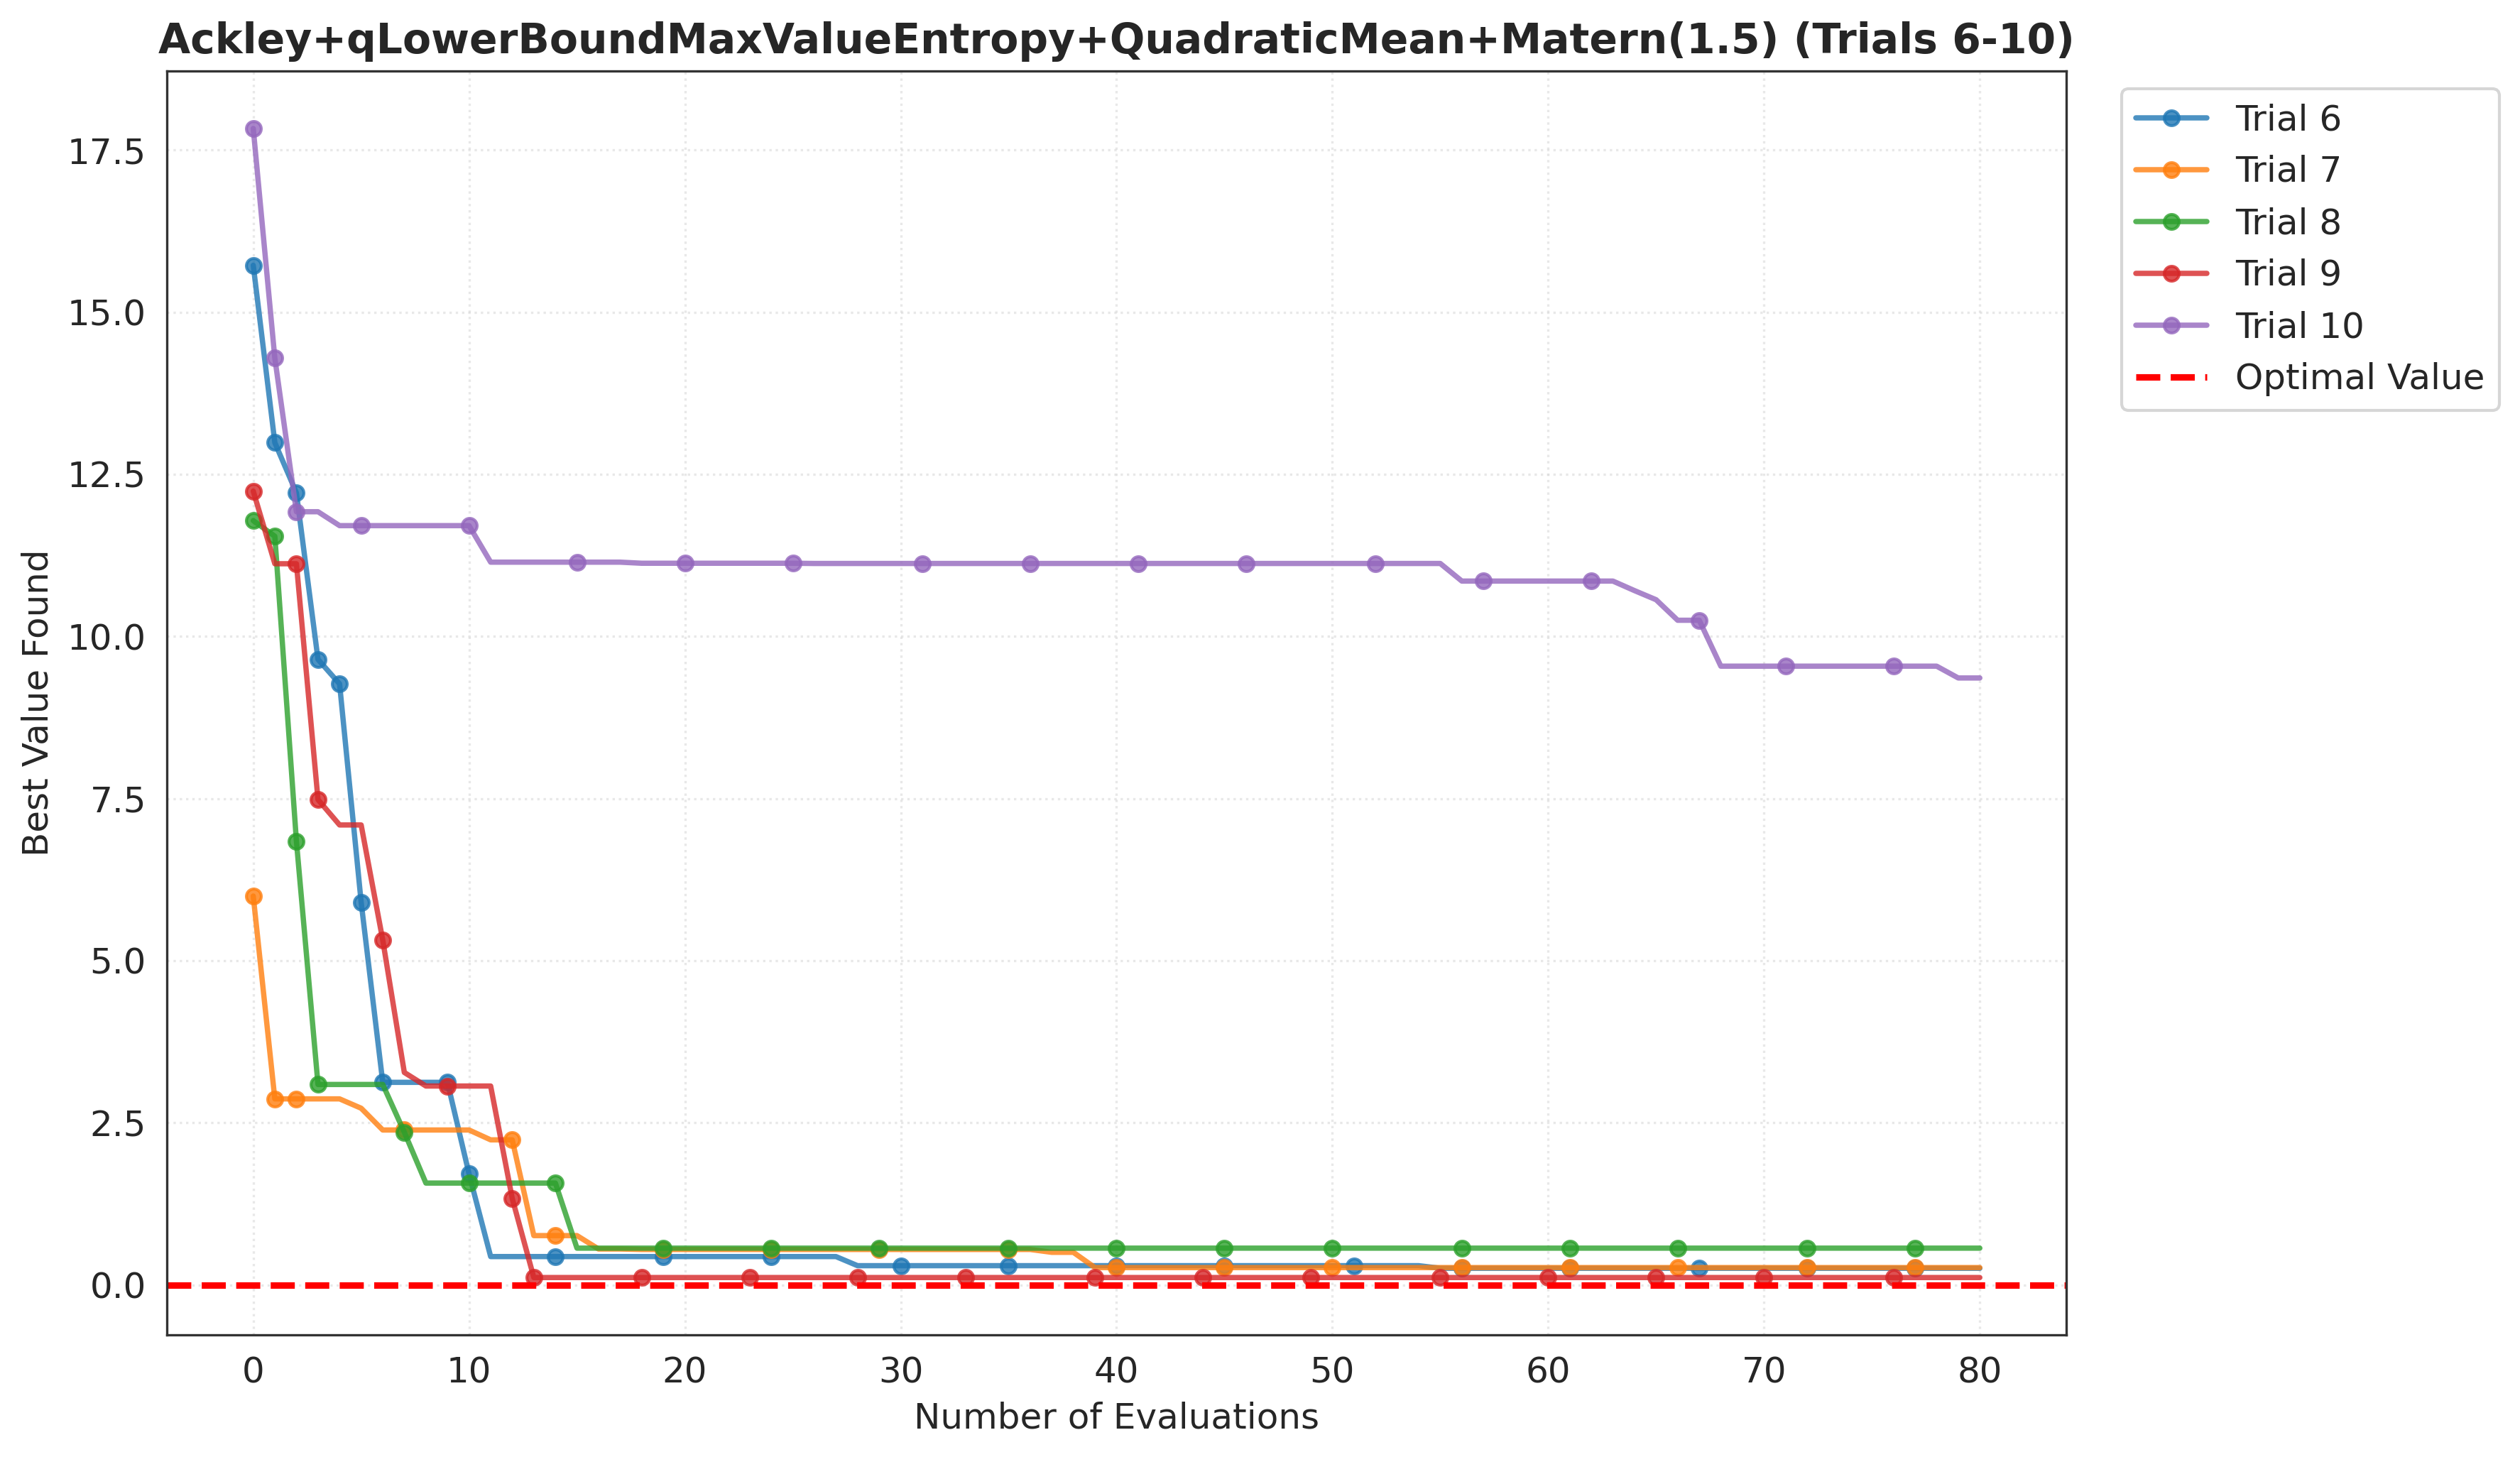 Ackley+qLowerBoundMaxValueEntropy+QuadraticMean+Matern(1.5) (Trials 6-10)
Best Value Found
17.5
15.0
12.5
10.0
7.5
5.0
2.5
0.0
0 10 20 30 40 50 60 70 80
Number of Evaluations
Trial 6
Trial 7
Trial 8
Trial 9
Trial 10
Optimal Value